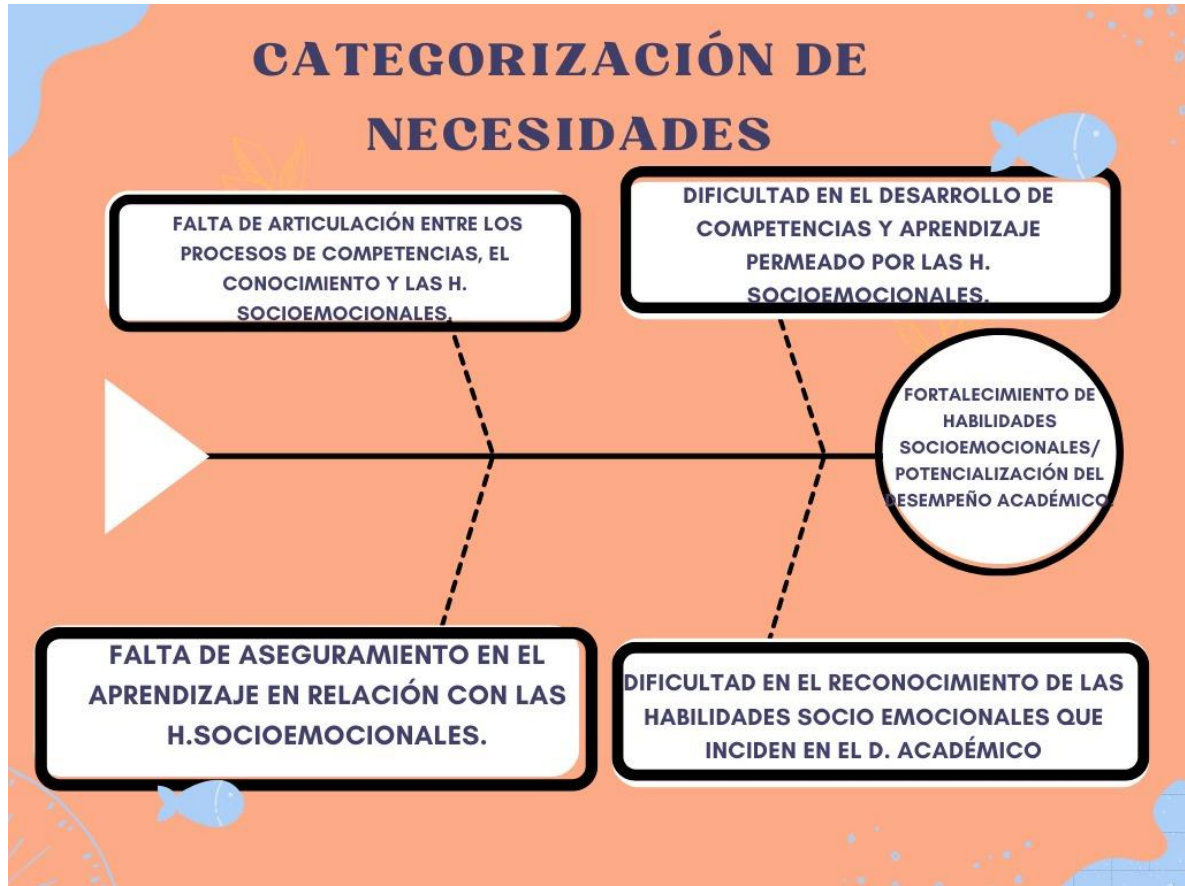 CATEGORIZACIÓN DE
NECESIDADES
FALTA DE ARTICULACIÓN ENTRE LOS
PROCESOS DE COMPETENCIAS, EL
CONOCIMIENTO Y LAS H.
SOCIOEMOCIONALES.
DIFICULTAD EN EL DESARROLLO DE
COMPETENCIAS Y APRENDIZAJE
PERMEADO POR LAS H.
SOCIOEMOCIONALES.
FORTALECIMIENTO DE
HABILIDADES
SOCIOEMOCIONALES/
POTENCIALIZACIÓN DEL
DESEMPEÑO ACADÉMICO.
FALTA DE ASEGURAMIENTO EN EL
APRENDIZAJE EN RELACIÓN CON LAS
H.SOCIOEMOCIONALES.
DIFICULTAD EN EL RECONOCIMIENTO DE LAS
HABILIDADES SOCIO EMOCIONALES QUE
INCIDEN EN EL D. ACADÉMICO